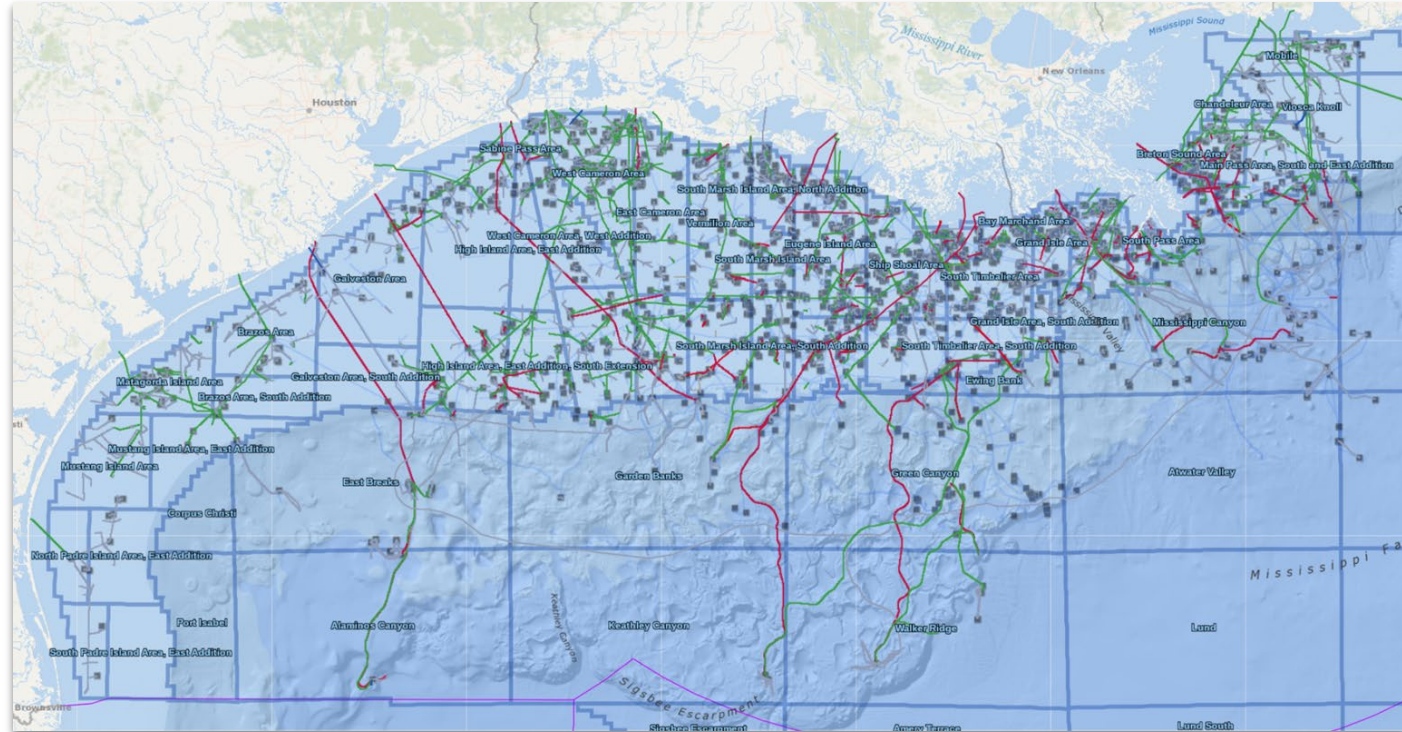 Mississippi Sound
Mississippi River
Mobile
New Orleans
Houston
Chandeleur Area
Viosca Knoll
Sabine Pass Area
Breton Sound Area
Main Pass Area, South and East Addition
West Cameron Area
South Marsh Island Area, North Addition
East Cameron Area
Vermilion Area
Bay Marchand Area
West Cameron Area, West Addition
Grand Isle Area
South Pass Area
High Island Area, East Addition
Eugene Island Area
South Marsh Island Area
Ship Shoal Area
South Timbalier Area
Galveston Area
Mississippi Valley
Grand Isle Area, South Addition
Mississippi Canyon
Brazos Area
South Marsh Island Area, South Addition
South Timbalier Area, South Addition
High Island Area, East Addition, South Extension
Galveston Area, South Addition
Matagorda Island Area
Ewing Bank
Brazos Area, South Addition
Mustang Island Area, East Addition
Mustang Island Area
East Breaks
Garden Banks
Green Canyon
Atwater Valley
Corpus Christi
North Padre Island Area, East Addition
Mississippi Fa
Keathley Canyon
Port Isabel
Alaminos Canyon
Keathley Canyon
Walker Ridge
Lund
South Padre Island Area, East Addition
Sigsbee Escarpment
Brownsville
Sigsbee Escarpment
Amery Terrace
Lund South